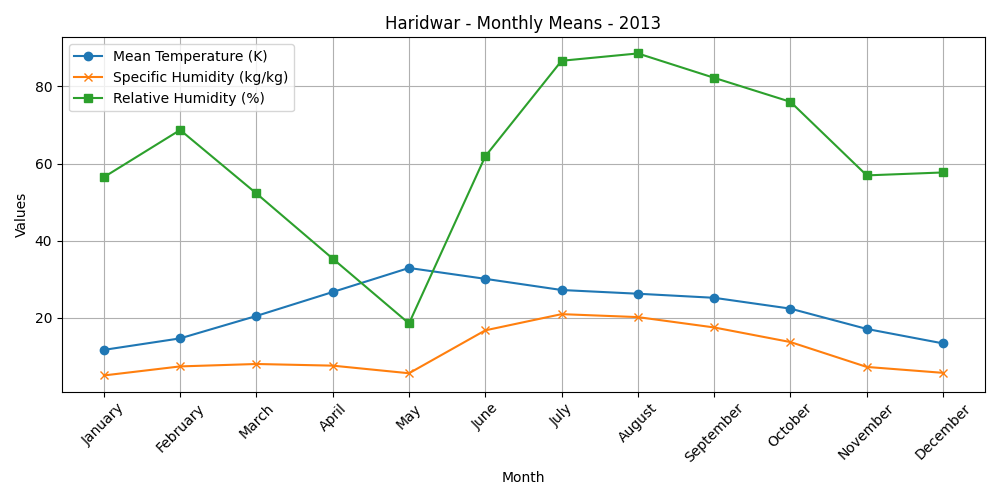 Haridwar - Monthly Means - 2013
Mean Temperature (K)
Specific Humidity (kg/kg)
Relative Humidity (%)
80
60
40
20
Values
January
February
March
April
May
June
July
August
September
October
November
December
Month